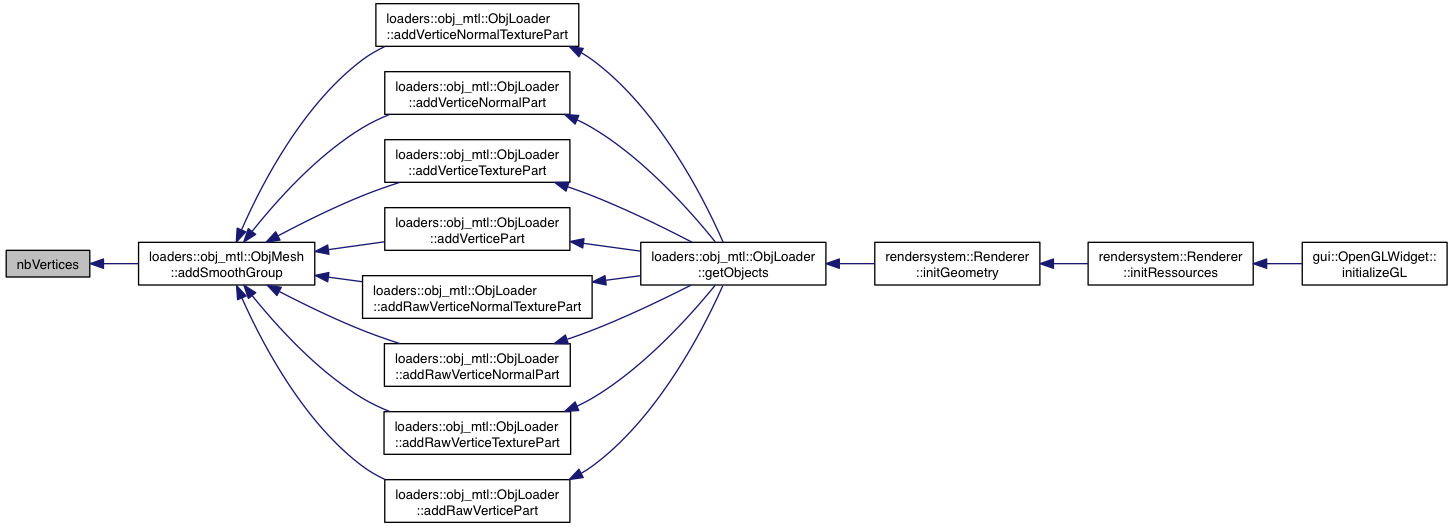 nbVertices
loaders::obj_mtl::ObjMesh
::addSmoothGroup
loaders::obj_mtl::ObjLoader
::addVerticeNormalTexturePart
loaders::obj_mtl::ObjLoader
::addVerticeNormalPart
loaders::obj_mtl::ObjLoader
::addVerticeTexturePart
loaders::obj_mtl::ObjLoader
::addVerticePart
loaders::obj_mtl::ObjLoader
::addRawVerticeNormalTexturePart
loaders::obj_mtl::ObjLoader
::addRawVerticeNormalPart
loaders::obj_mtl::ObjLoader
::addRawVerticeTexturePart
loaders::obj_mtl::ObjLoader
::addRawVerticePart
loaders::obj_mtl::ObjLoader
::getObjects
rendersystem::Renderer
::initGeometry
rendersystem::Renderer
::initRessources
gui::OpenGLWidget::
initializeGL